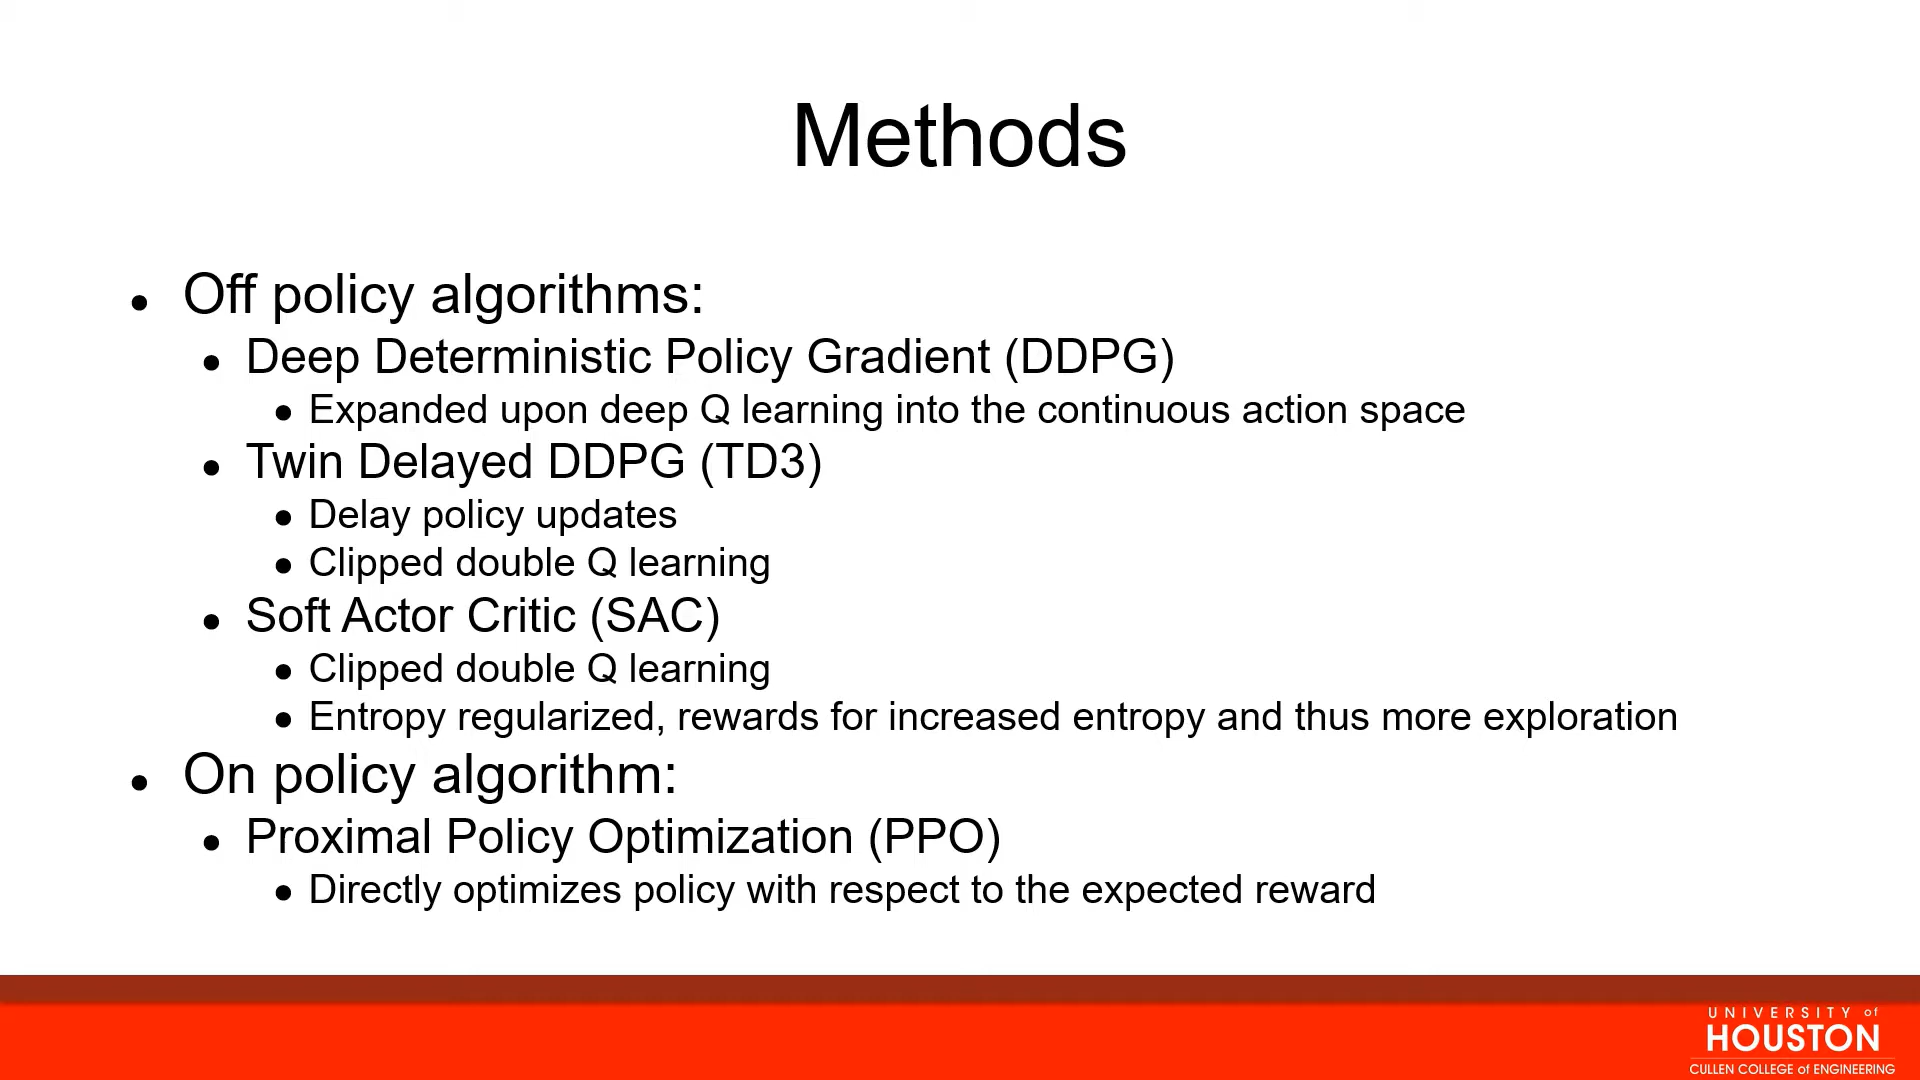 Methods
● Off policy algorithms:
● Deep Deterministic Policy Gradient (DDPG)
● Expanded upon deep Q learning into the continuous action space
● Twin Delayed DDPG (TD3)
● Delay policy updates
● Clipped double Q learning
● Soft Actor Critic (SAC)
● Clipped double Q learning
● Entropy regularized, rewards for increased entropy and thus more exploration
● On policy algorithm:
● Proximal Policy Optimization (PPO)
● Directly optimizes policy with respect to the expected reward
UNIVERSITY of
HOUSTON
CULLEN COLLEGE of ENGINEERING